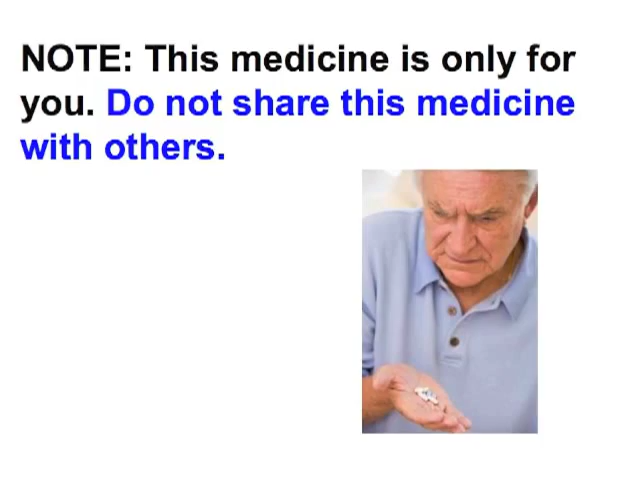 NOTE: This medicine is only for
you. Do not share this medicine
with others.